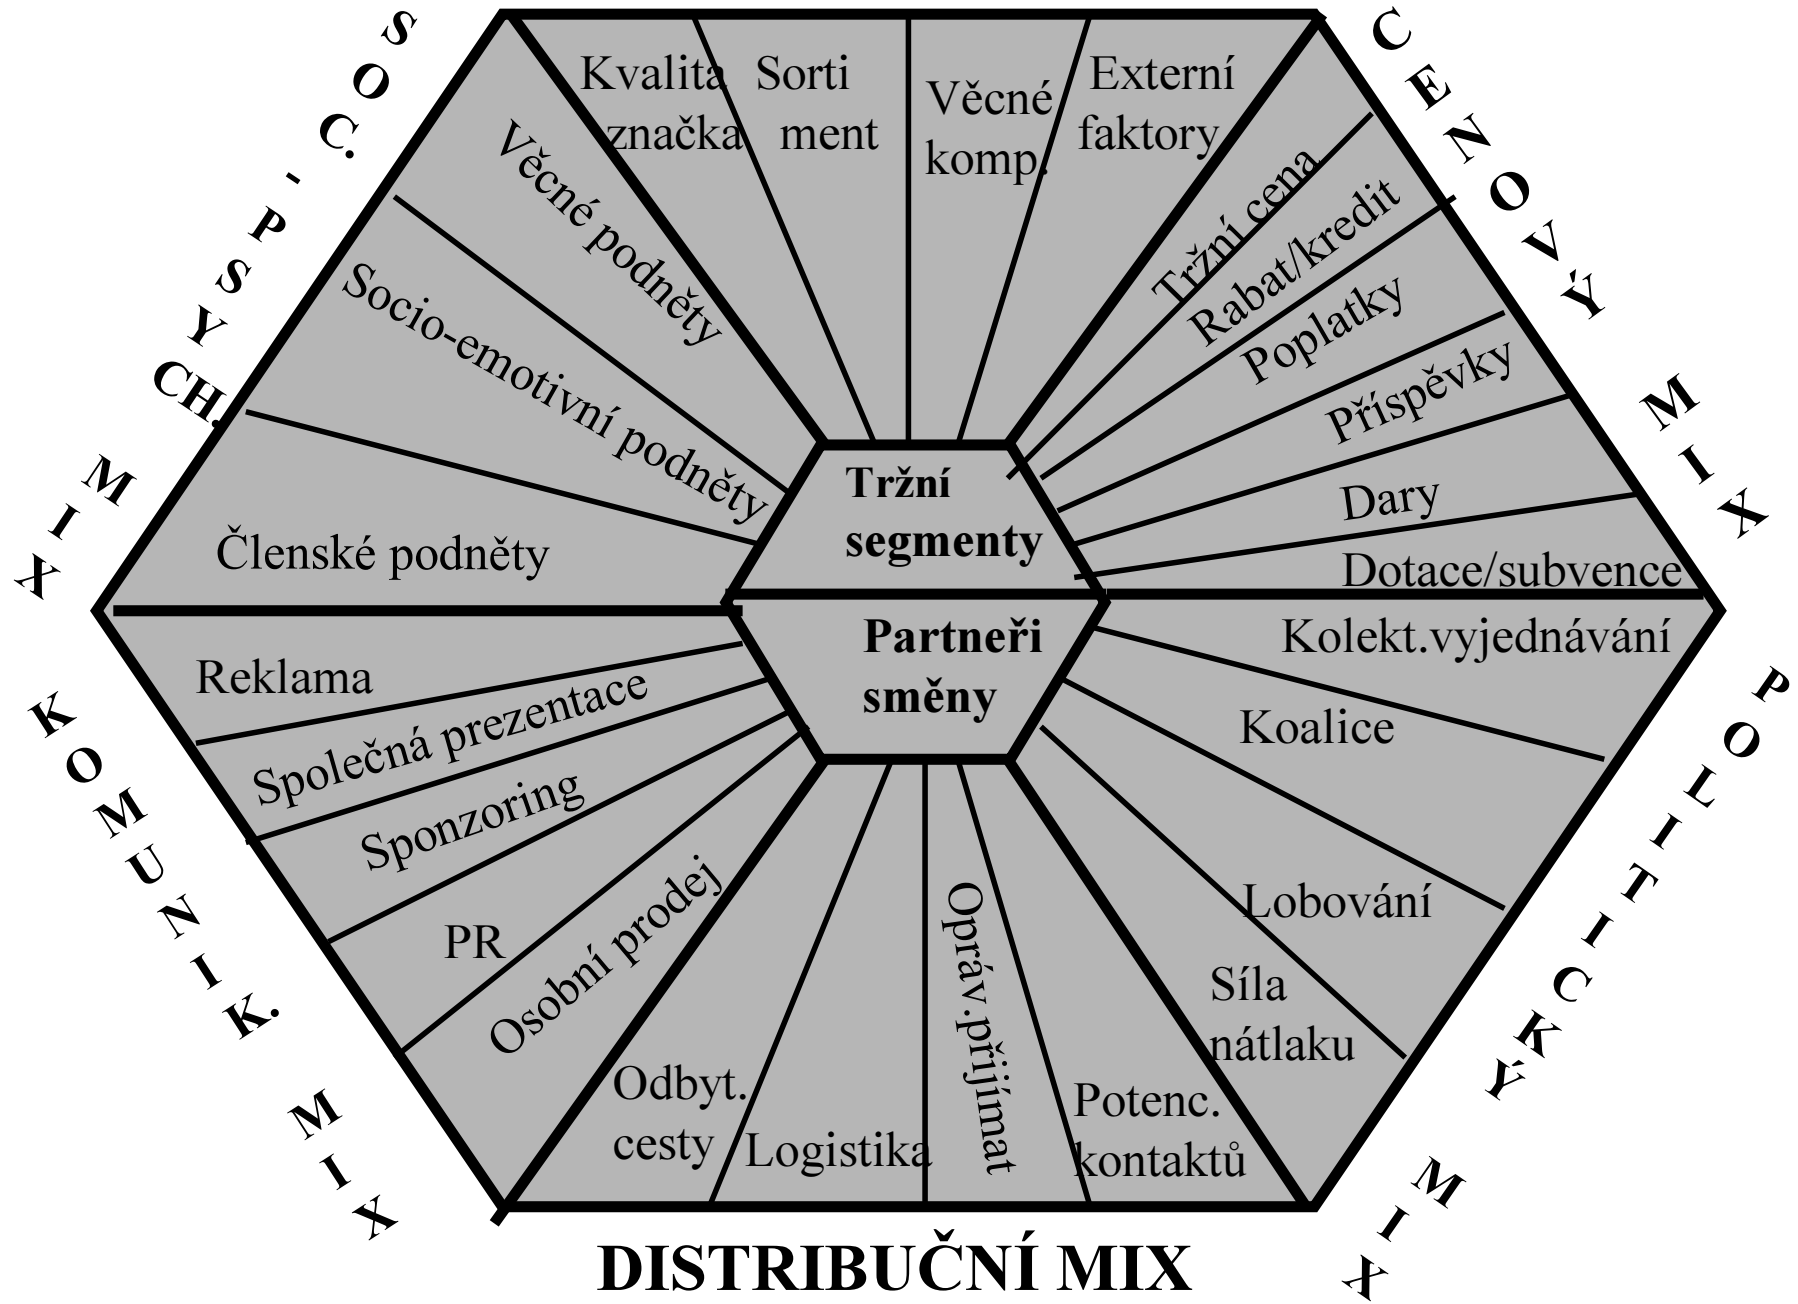 SOC.-PSYCH. MIX
CENOVÝ MIX
Kvalita
značka
Sorti
ment
Věcné
komp.
Externí
faktory
Věcné podněty
Socio-emotivní podněty
Členské podněty
Tržní cena
Rabat/kredit
Poplatky
Příspěvky
Dary
Dotace/subvence
Tržní
segmenty
Partneři
směny
Reklama
Společná prezentace
Sponzoring
PR
Osobní prodej
Kolekt.vyjednávání
Koalice
Lobování
Síla
nátlaku
Odbyt.
cesty
Logistika
Opráv.přijímat
Potenc.
kontaktů
KOMUNIK. MIX
POLITICKÝ MIX
DISTRIBUČNÍ MIX